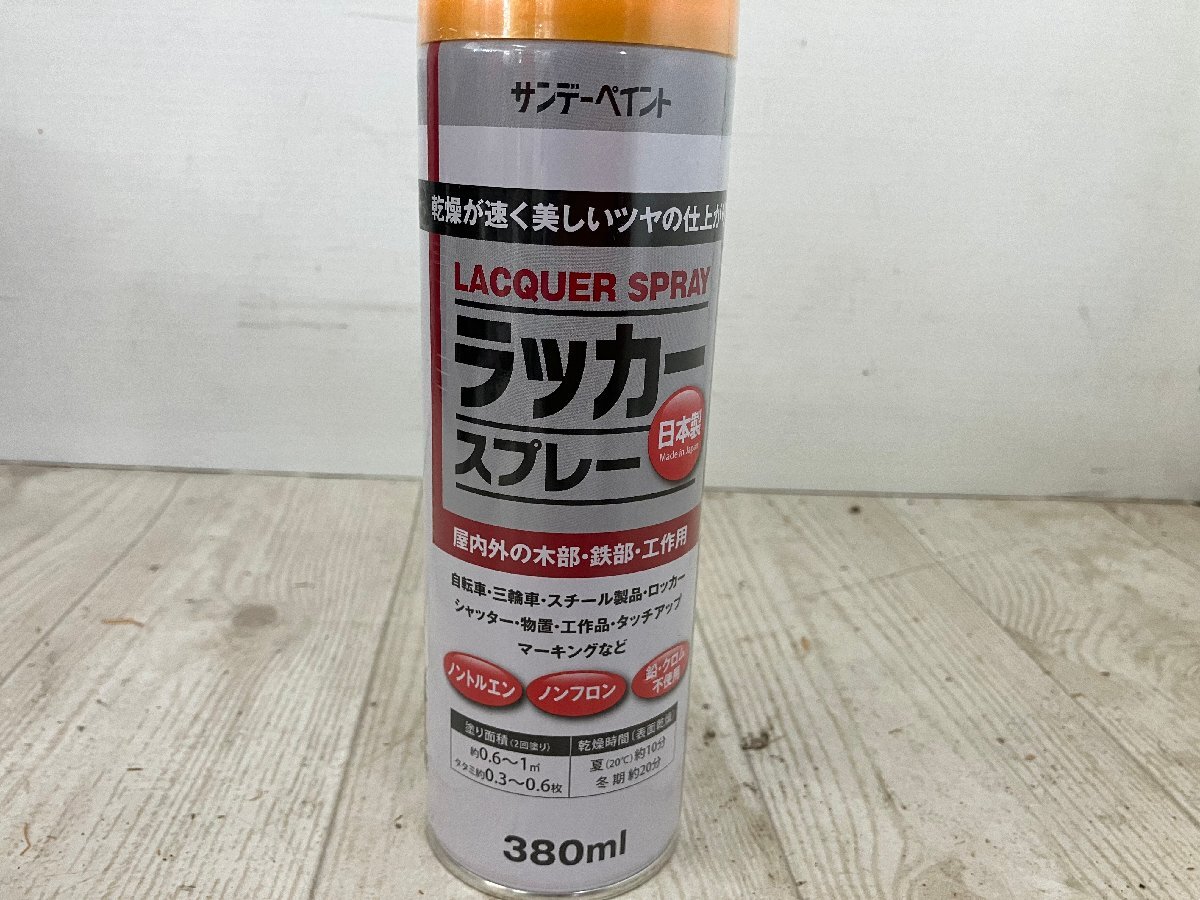 サンデーペイント
乾燥が速く美しいツヤの仕上が
LACQUER SPRAY
ラッカー
スプレー
日本製
Made in Japan
屋内外の木部・鉄部・工作用
自転車・三輪車・スチール製品・ロッカー
シャッター・物置・工作品・タッチアップ
マーキングなど
ノントルエン
ノンフロン
鉛・クロム
不使用
塗り面積(2回塗り)
約0.6〜1㎡
タタミ約0.3〜0.6枚
乾燥時間(表面乾燥
夏(20℃)約10分
冬期 約20分
380ml